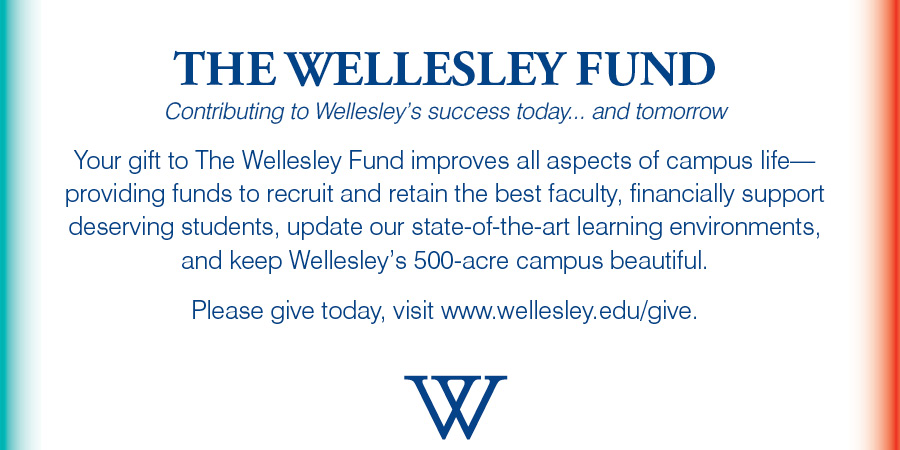 THE WELLESLEY FUND
Contributing to Wellesley’s success today... and tomorrow
Your gift to The Wellesley Fund improves all aspects of campus life—
providing funds to recruit and retain the best faculty, financially support
deserving students, update our state-of-the-art learning environments,
and keep Wellesley’s 500-acre campus beautiful.
Please give today, visit www.wellesley.edu/give.
W